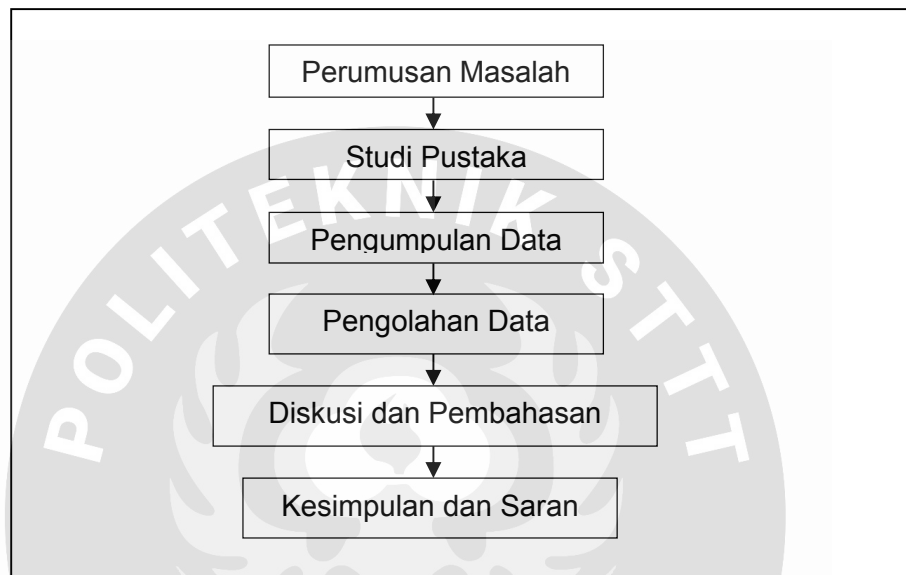 Perumusan Masalah
Studi Pustaka
POLITEKNIK STTT
Pengumpulan Data
Pengolahan Data
Diskusi dan Pembahasan
Kesimpulan dan Saran